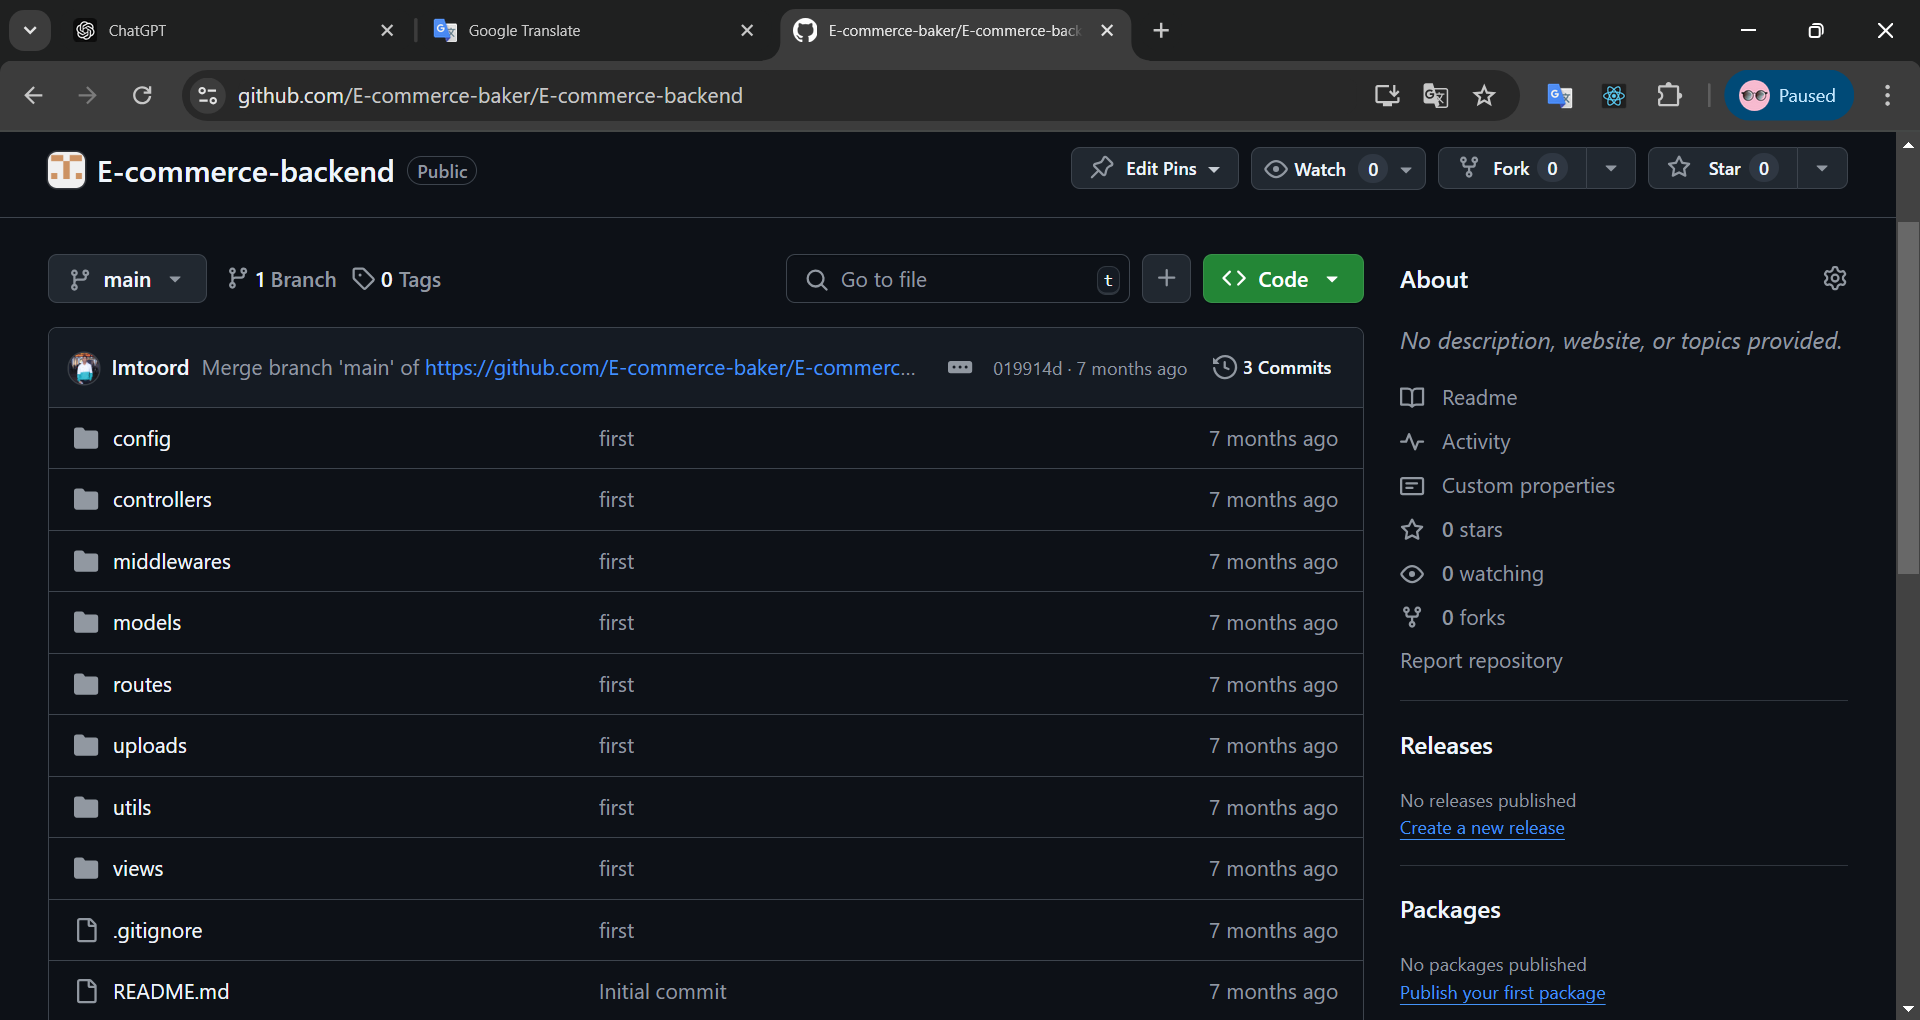 ChatGPT
Google Translate
E-commerce-baker/E-commerce-back
github.com/E-commerce-baker/E-commerce-backend
Paused
E-commerce-backend Public
Edit Pins
Watch 0
Fork 0
Star 0
main
1 Branch
0 Tags
Go to file t
Code
Imtoord Merge branch 'main' of https://github.com/E-commerce-baker/E-commerc... 019914d · 7 months ago 3 Commits
config first 7 months ago
controllers first 7 months ago
middlewares first 7 months ago
models first 7 months ago
routes first 7 months ago
uploads first 7 months ago
utils first 7 months ago
views first 7 months ago
.gitignore first 7 months ago
README.md Initial commit 7 months ago
About
No description, website, or topics provided.
Readme
Activity
Custom properties
0 stars
0 watching
0 forks
Report repository
Releases
No releases published
Create a new release
Packages
No packages published
Publish your first package